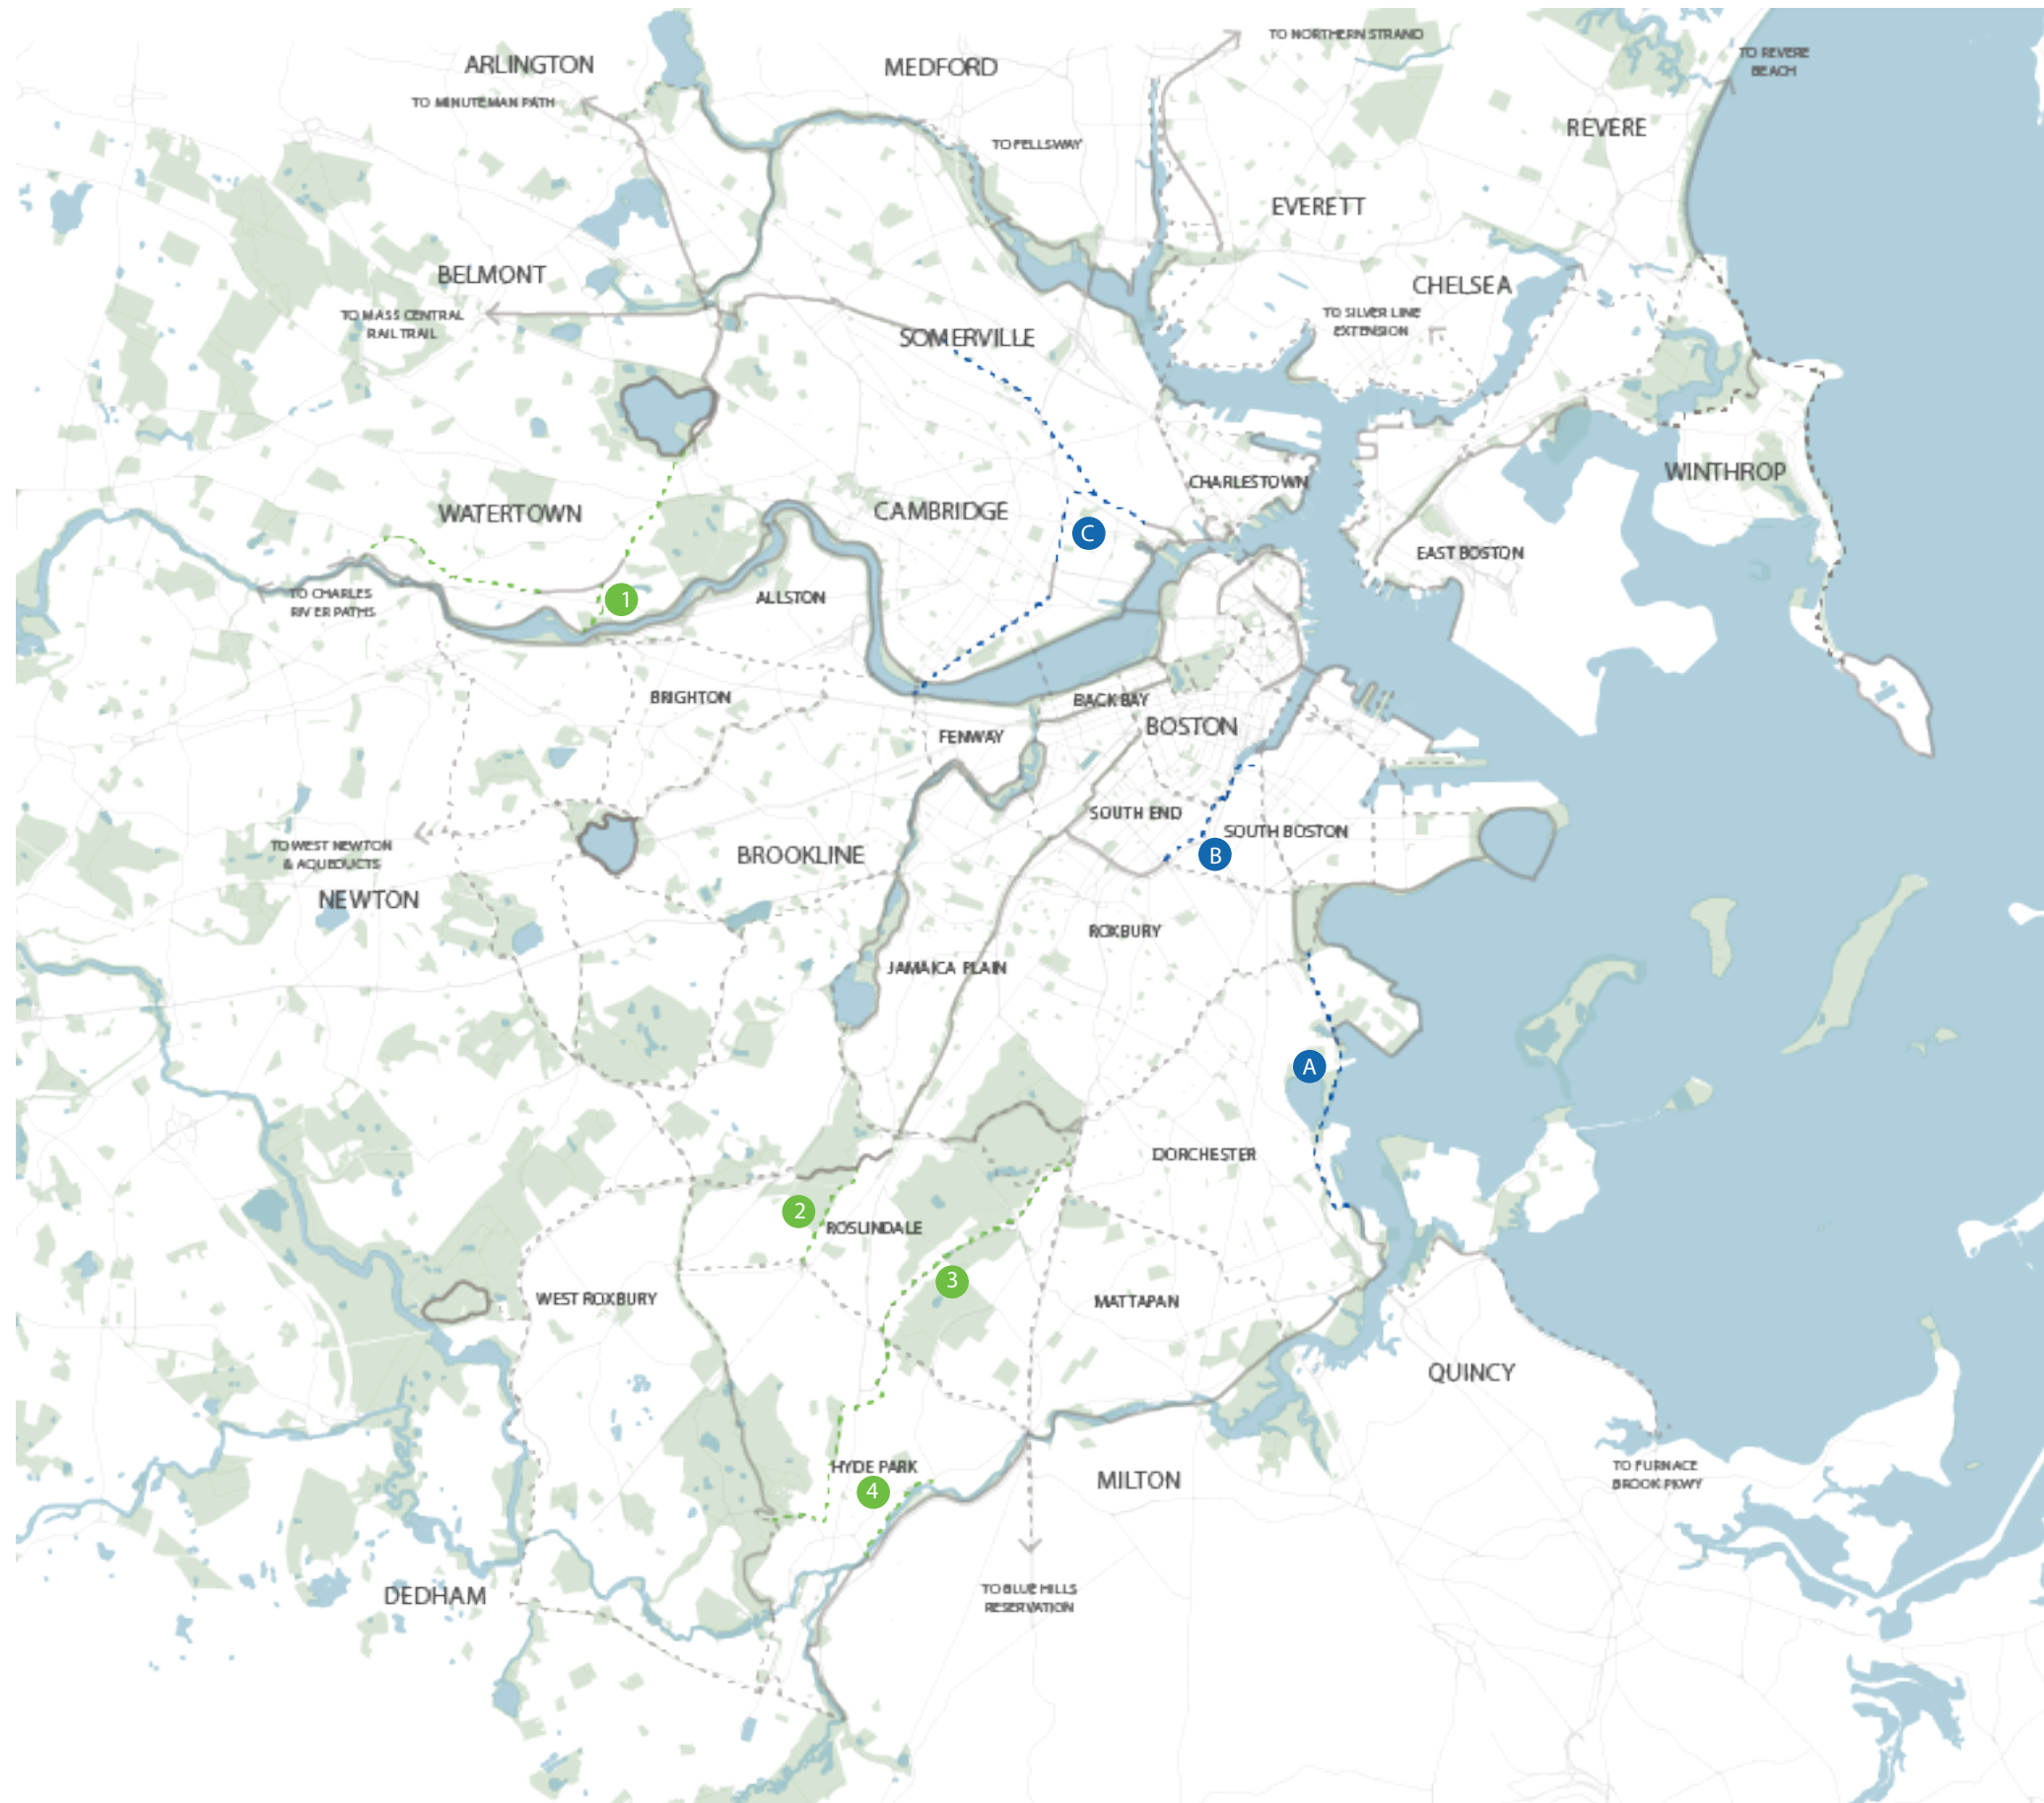 TO NORTHERN STRAND
TO REVERE
BEACH
ARLINGTON
MEDFORD
TO MINUTEMAN PATH
REVERE
TO FELLSWAY
EVERETT
BELMONT
CHELSEA
TO MASS CENTRAL
RAIL TRAIL
TO SILVER LINE
EXTENSION
SOMERVILLE
WINTHROP
CHARLESTOWN
WATERTOWN
CAMBRIDGE
C
EAST BOSTON
TO CHARLES
RIVER PATHS
1
ALLSTON
BRIGHTON
BACK BAY
BOSTON
FENWAY
SOUTH END
SOUTH BOSTON
TO WEST NEWTON
& AQUEDUCTS
BROOKLINE
B
NEWTON
ROXBURY
JAMAICA PLAIN
A
DORCHESTER
2
ROSLINDALE
3
WEST ROXBURY
MATTAPAN
QUINCY
HYDE PARK
4
MILTON
TO FURNACE
BROOK PKWY
DEDHAM
TO BLUE HILLS
RESERVATION